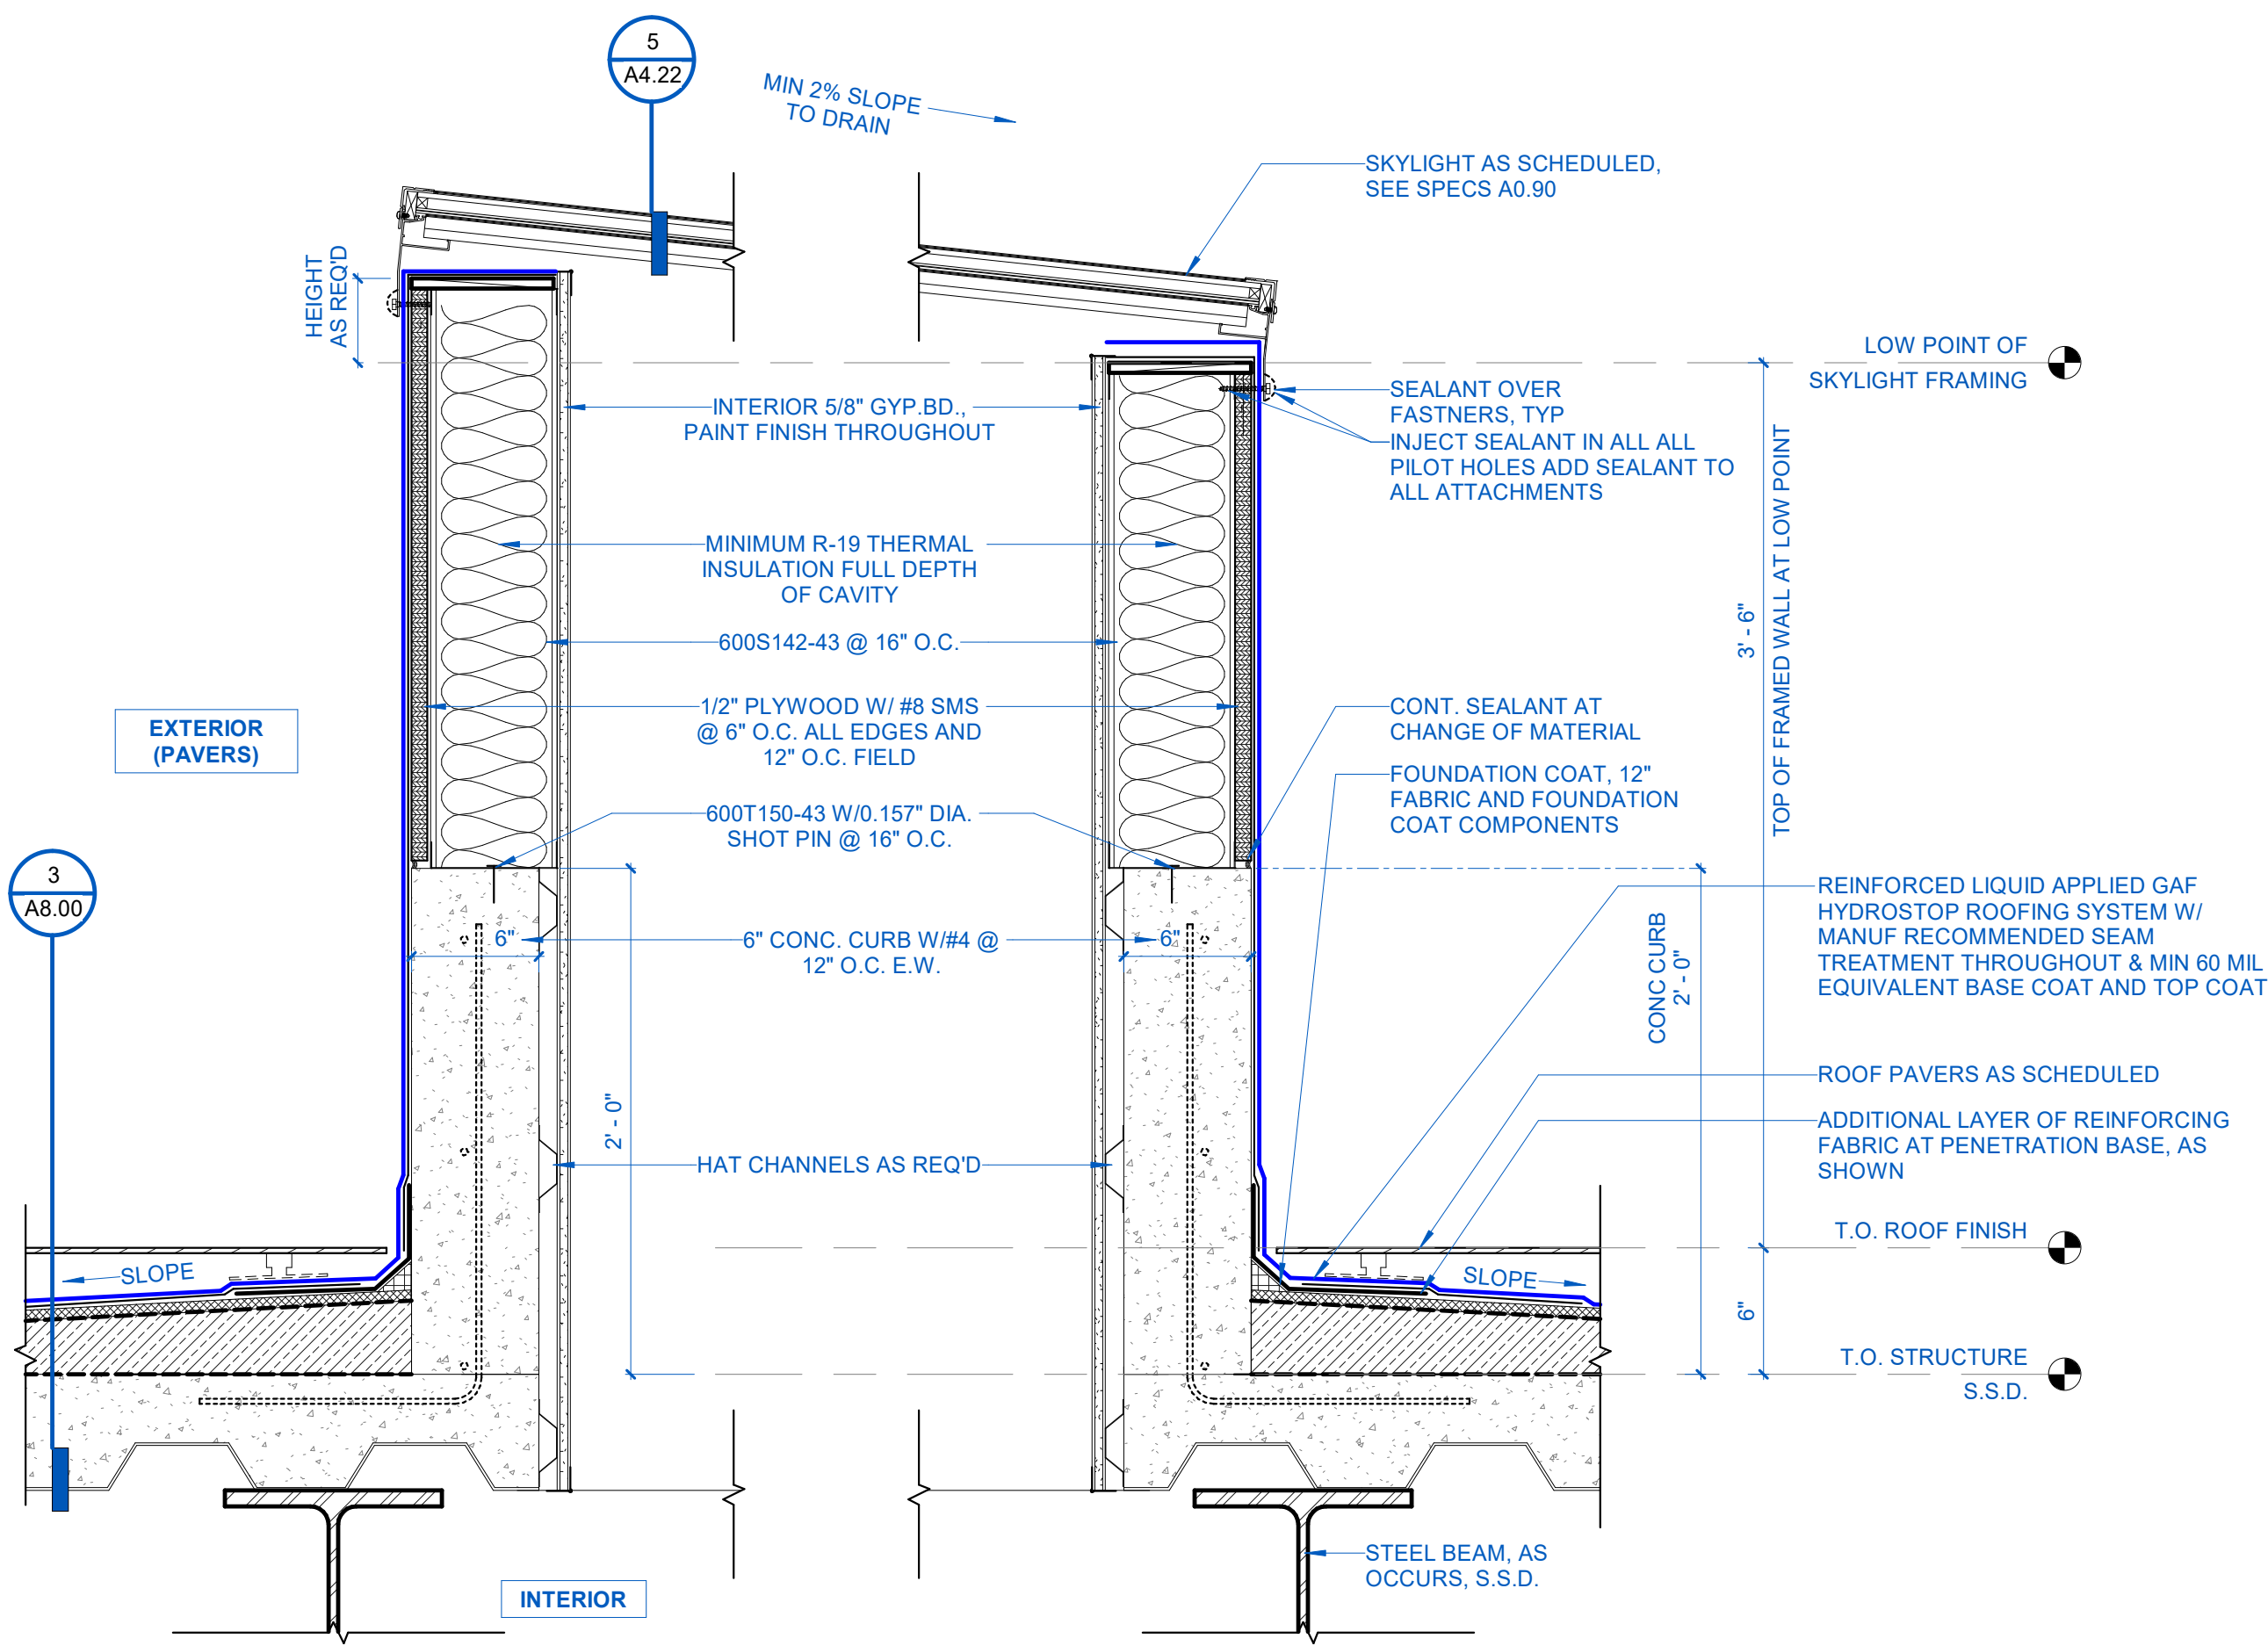 5
A4.22
MIN 2% SLOPE
TO DRAIN
SKYLIGHT AS SCHEDULED,
SEE SPECS A0.90
HEIGHT
AS REQ'D
LOW POINT OF
SKYLIGHT FRAMING
INTERIOR 5/8" GYP.BD.,
PAINT FINISH THROUGHOUT
SEALANT OVER
FASTNERS, TYP
INJECT SEALANT IN ALL ALL
PILOT HOLES ADD SEALANT TO
ALL ATTACHMENTS
MINIMUM R-19 THERMAL
INSULATION FULL DEPTH
OF CAVITY
600S142-43 @ 16" O.C.
3' - 6"
TOP OF FRAMED WALL AT LOW POINT
EXTERIOR
(PAVERS)
1/2" PLYWOOD W/ #8 SMS
@ 6" O.C. ALL EDGES AND
12" O.C. FIELD
CONT. SEALANT AT
CHANGE OF MATERIAL
FOUNDATION COAT, 12"
FABRIC AND FOUNDATION
COAT COMPONENTS
600T150-43 W/0.157" DIA.
SHOT PIN @ 16" O.C.
3
A8.00
REINFORCED LIQUID APPLIED GAF
HYDROSTOP ROOFING SYSTEM W/
MANUF RECOMMENDED SEAM
TREATMENT THROUGHOUT & MIN 60 MIL
EQUIVALENT BASE COAT AND TOP COAT
6"
6" CONC. CURB W/#4 @
12" O.C. E.W.
6"
CONC CURB
2' - 0"
2' - 0"
ROOF PAVERS AS SCHEDULED
ADDITIONAL LAYER OF REINFORCING
FABRIC AT PENETRATION BASE, AS
SHOWN
HAT CHANNELS AS REQ'D
T.O. ROOF FINISH
SLOPE
SLOPE
6"
T.O. STRUCTURE
S.S.D.
STEEL BEAM, AS
OCCURS, S.S.D.
INTERIOR